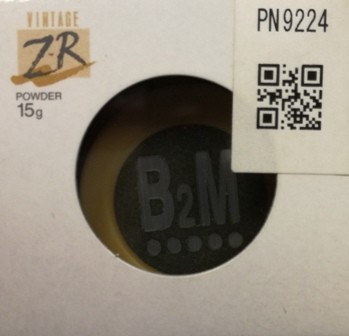 VINTAGE
ZR
POWDER
15g
PN9224
B2M